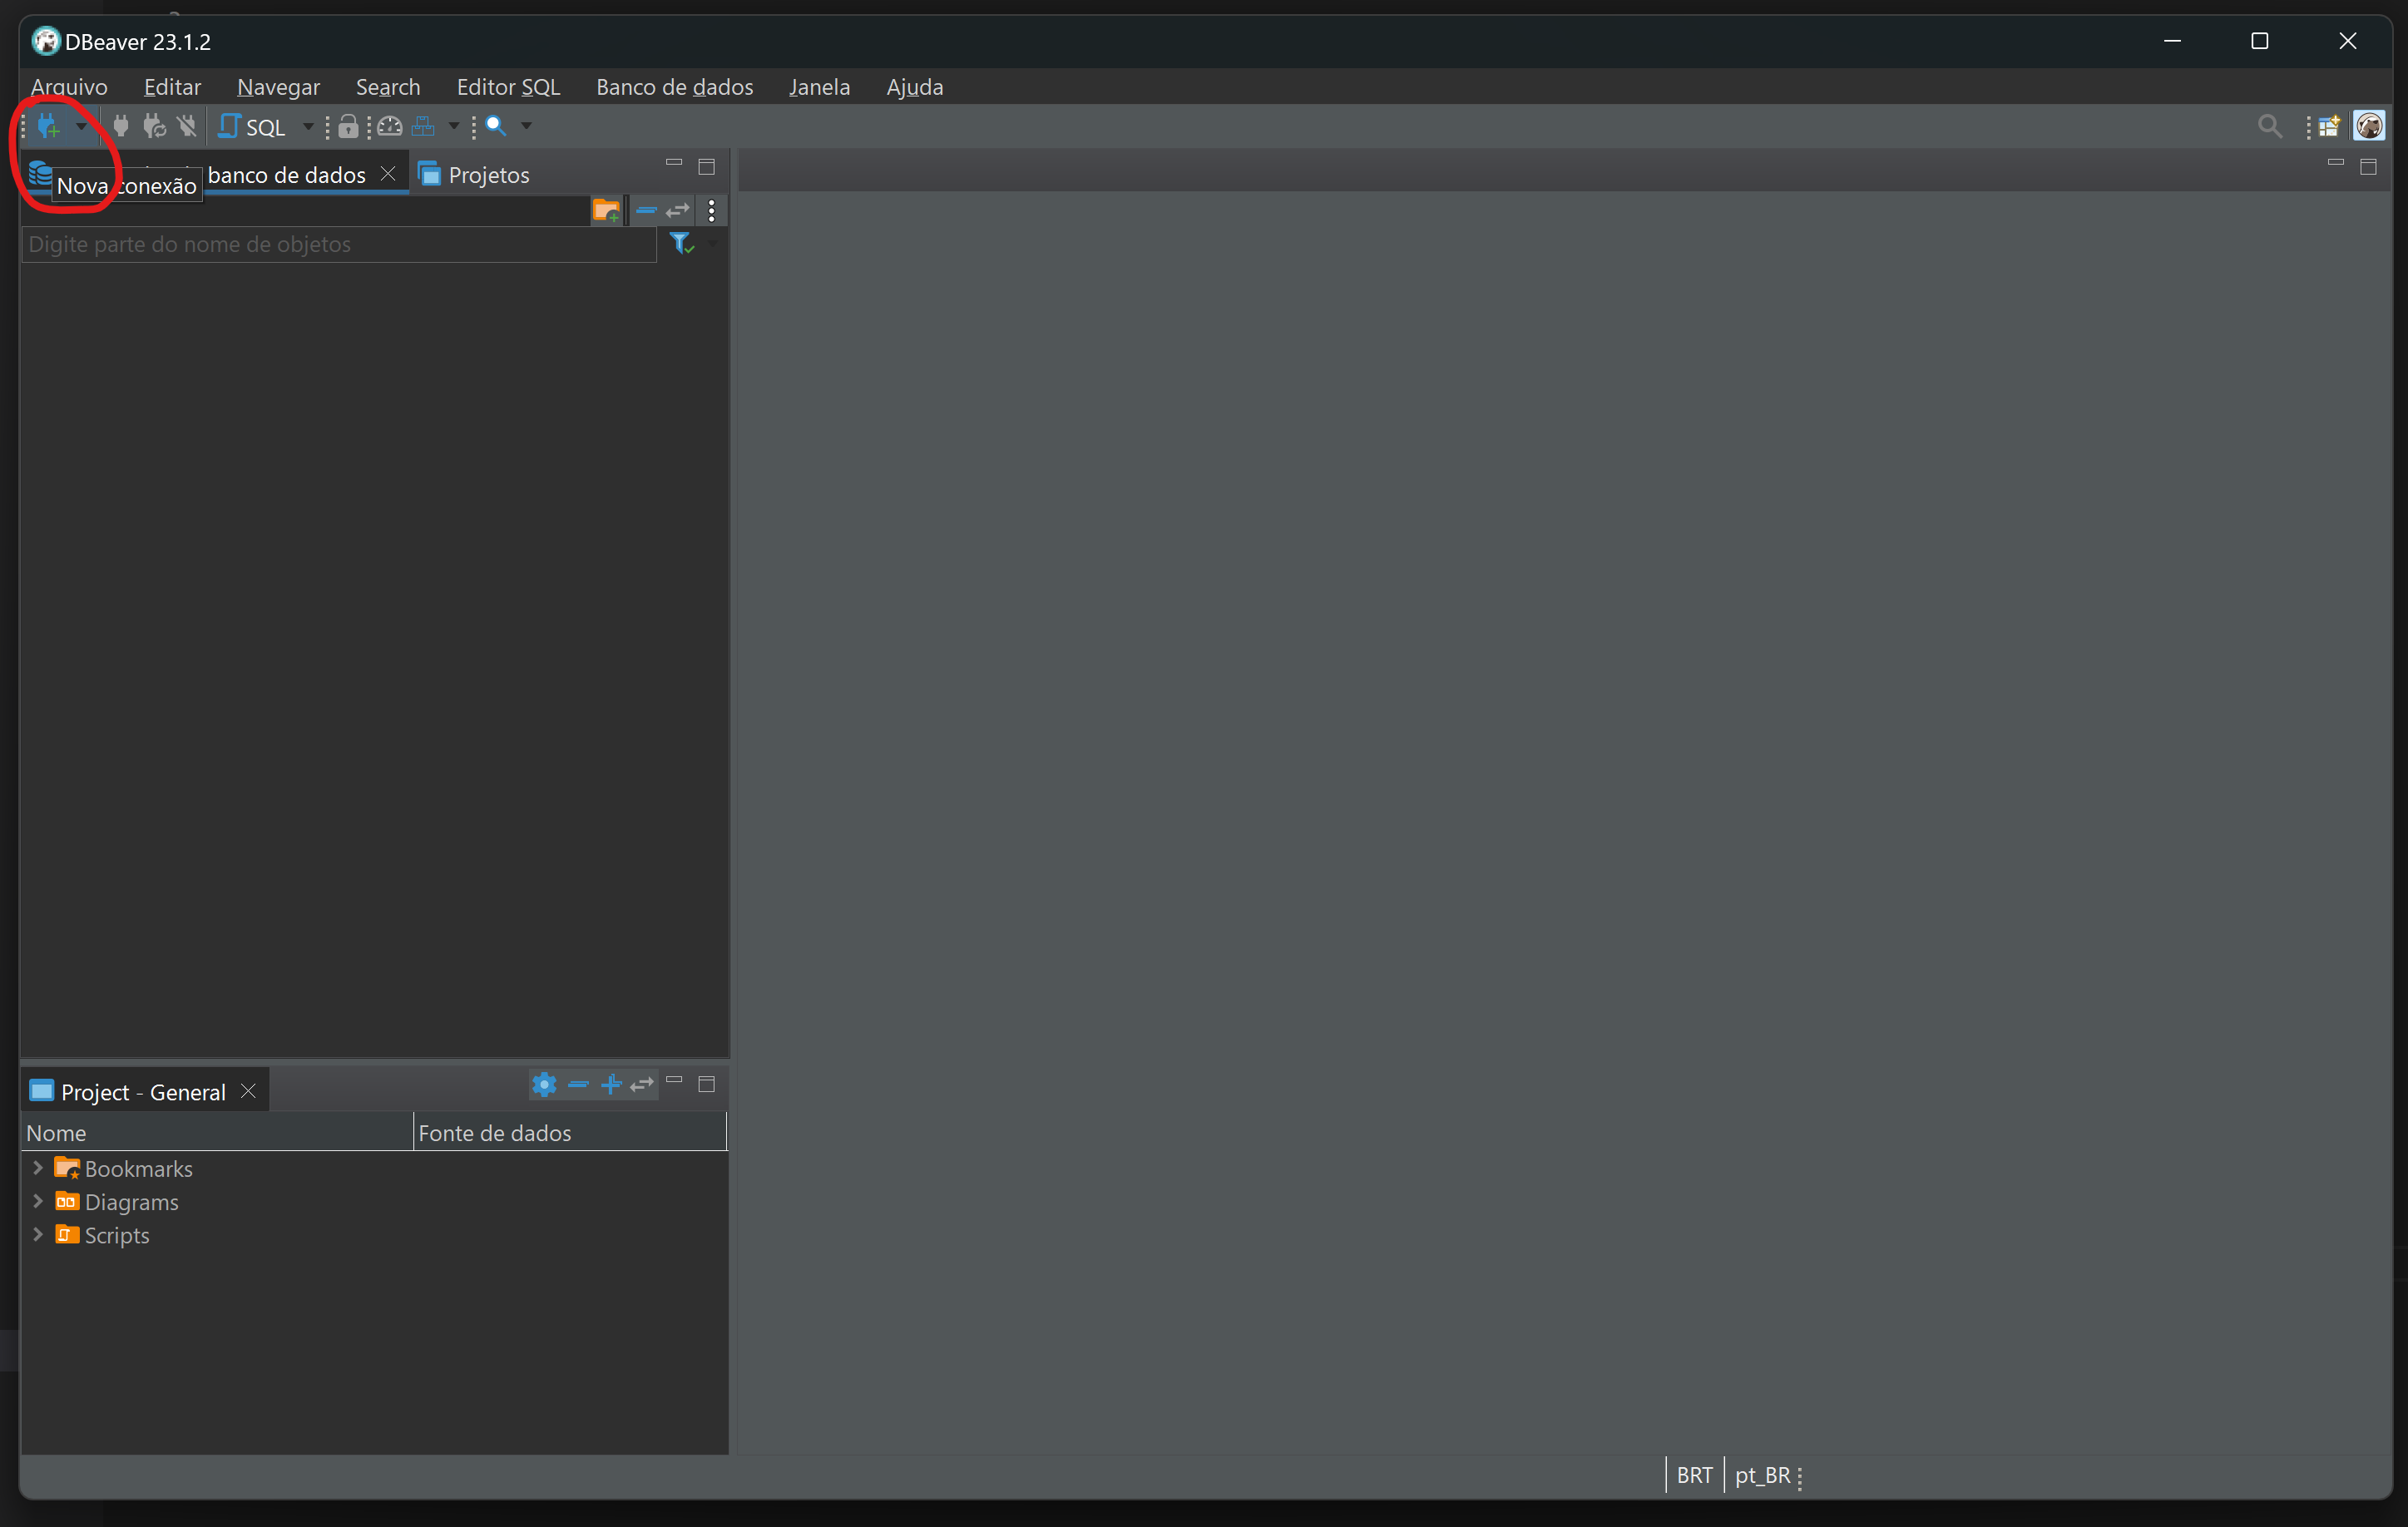 DBeaver 23.1.2
Arquivo Editar Navegar Search Editor SQL Banco de dados Janela Ajuda
SQL
banco de dados Projetos
Nova conexão
Digite parte do nome de objetos
Project - General
Nome Fonte de dados
Bookmarks
Diagrams
Scripts
BRT pt_BR